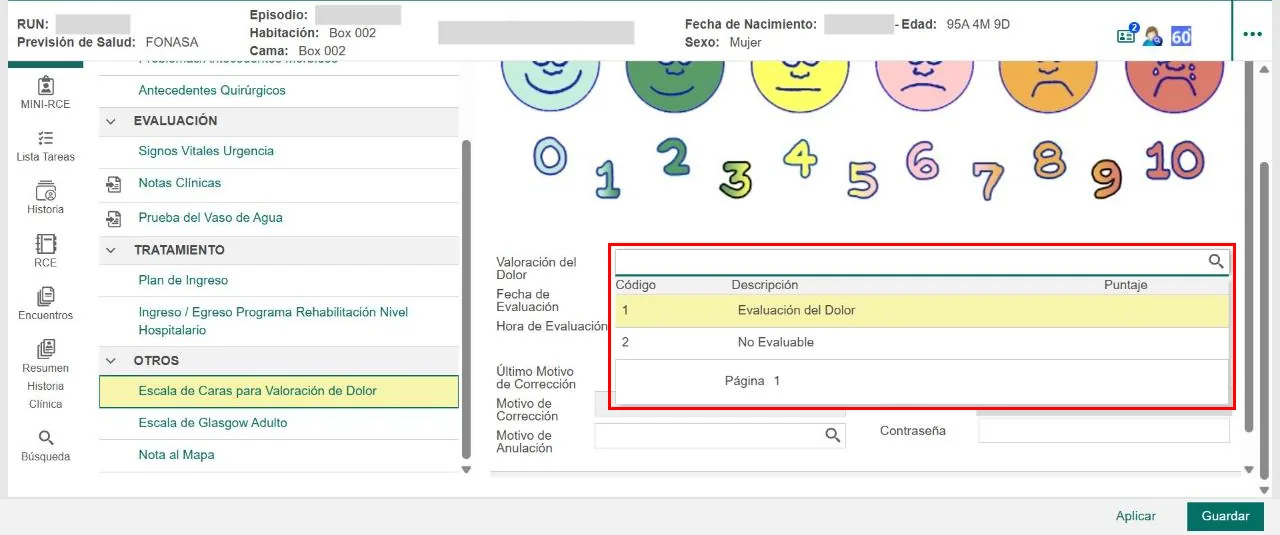 RUN:
Previsión de Salud: FONASA
Episodio:
Habitación: Box 002
Cama: Box 002
Fecha de Nacimiento: - Edad: 95A 4M 9D
Sexo: Mujer
2
60
MINI-RCE
Lista Tareas
Historia
RCE
Encuentros
Resumen
Historia
Clínica
Búsqueda
Problemas/Antecedentes Mórbidos
Antecedentes Quirúrgicos
EVALUACIÓN
Signos Vitales Urgencia
Notas Clínicas
Prueba del Vaso de Agua
TRATAMIENTO
Plan de Ingreso
Ingreso / Egreso Programa Rehabilitación Nivel
Hospitalario
OTROS
Escala de Caras para Valoración de Dolor
Escala de Glasgow Adulto
Nota al Mapa
0 1 2 3 4 5 6 7 8 9 10
Valoración del
Dolor
Fecha de
Evaluación
Hora de Evaluación
Código Descripción Puntaje
1 Evaluación del Dolor
2 No Evaluable
Página 1
Último Motivo
de Corrección
Motivo de
Corrección
Motivo de
Anulación
Contraseña
Aplicar
Guardar